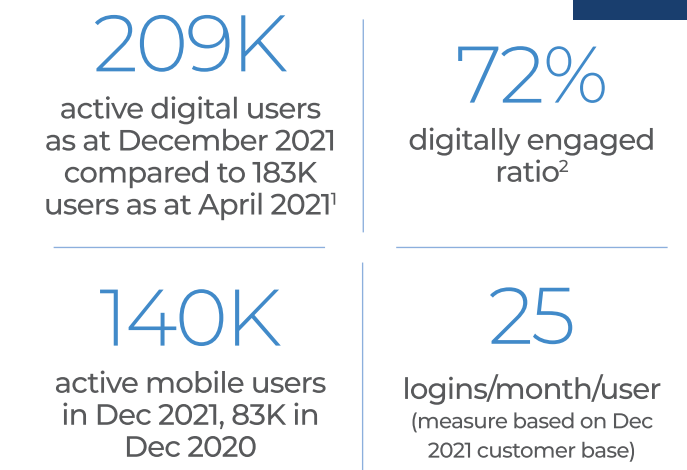 209K
active digital users
as at December 2021
compared to 183K
users as at April 2021¹
72%
digitally engaged
ratio²
140K
active mobile users
in Dec 2021, 83K in
Dec 2020
25
logins/month/user
(measure based on Dec
2021 customer base)